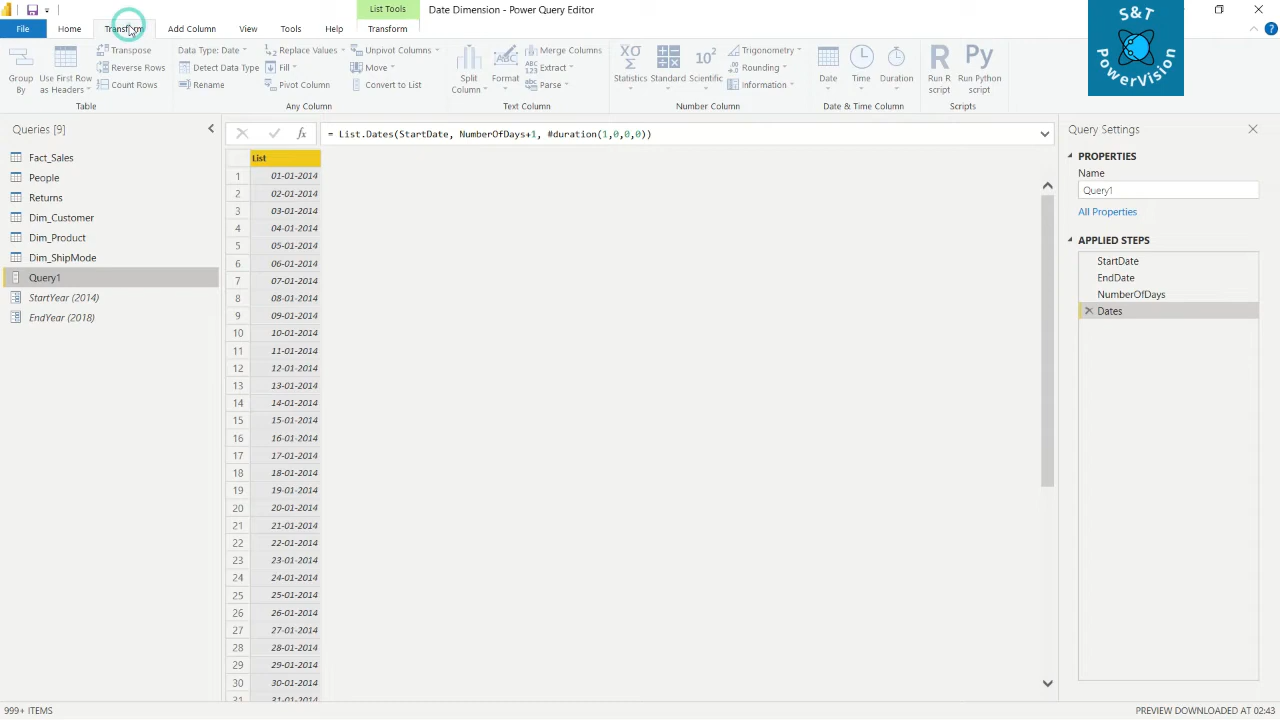 List Tools
Date Dimension - Power Query Editor
File
Home
Transform
Add Column
View
Tools
Help
Transform
Group By
Use First Row as Headers
Transpose
Reverse Rows
Count Rows
Table
Data Type: Date
Detect Data Type
Rename
Replace Values
Fill
Pivot Column
Unpivot Columns
Move
Convert to List
Any Column
Split Column
Format
Merge Columns
Extract
Parse
Text Column
Statistics
Standard
Scientific
Trigonometry
Rounding
Information
Number Column
Date
Time
Duration
Date & Time Column
Run R script
Run Python script
Scripts
S&T PowerVision
Queries [9]
Fact_Sales
People
Returns
Dim_Customer
Dim_Product
Dim_ShipMode
Query1
StartYear (2014)
EndYear (2018)
= List.Dates(StartDate, NumberOfDays+1, #duration(1,0,0,0))
List
1 01-01-2014
2 02-01-2014
3 03-01-2014
4 04-01-2014
5 05-01-2014
6 06-01-2014
7 07-01-2014
8 08-01-2014
9 09-01-2014
10 10-01-2014
11 11-01-2014
12 12-01-2014
13 13-01-2014
14 14-01-2014
15 15-01-2014
16 16-01-2014
17 17-01-2014
18 18-01-2014
19 19-01-2014
20 20-01-2014
21 21-01-2014
22 22-01-2014
23 23-01-2014
24 24-01-2014
25 25-01-2014
26 26-01-2014
27 27-01-2014
28 28-01-2014
29 29-01-2014
30 30-01-2014
31 31-01-2014
Query Settings
PROPERTIES
Name
Query1
All Properties
APPLIED STEPS
StartDate
EndDate
NumberOfDays
Dates
999+ ITEMS
PREVIEW DOWNLOADED AT 02:43